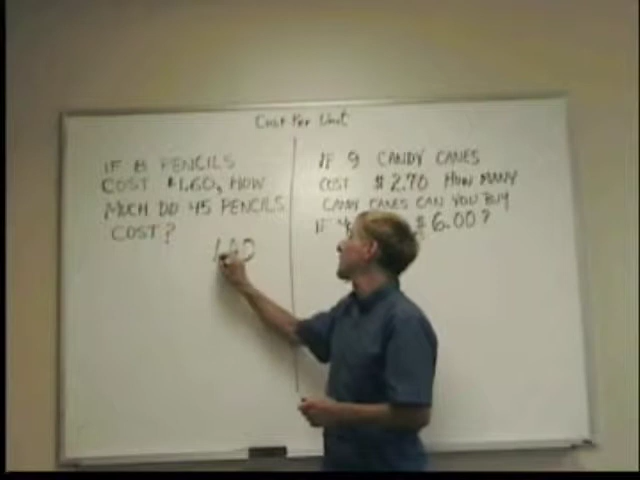 Cost Per Unit
IF 8 PENCILS
COST $1.60, HOW
MUCH DO 45 PENCILS
COST?
IF 9 CANDY CANES
COST $2.70 HOW MANY
CANDY CANES CAN YOU BUY
IF $6.00?